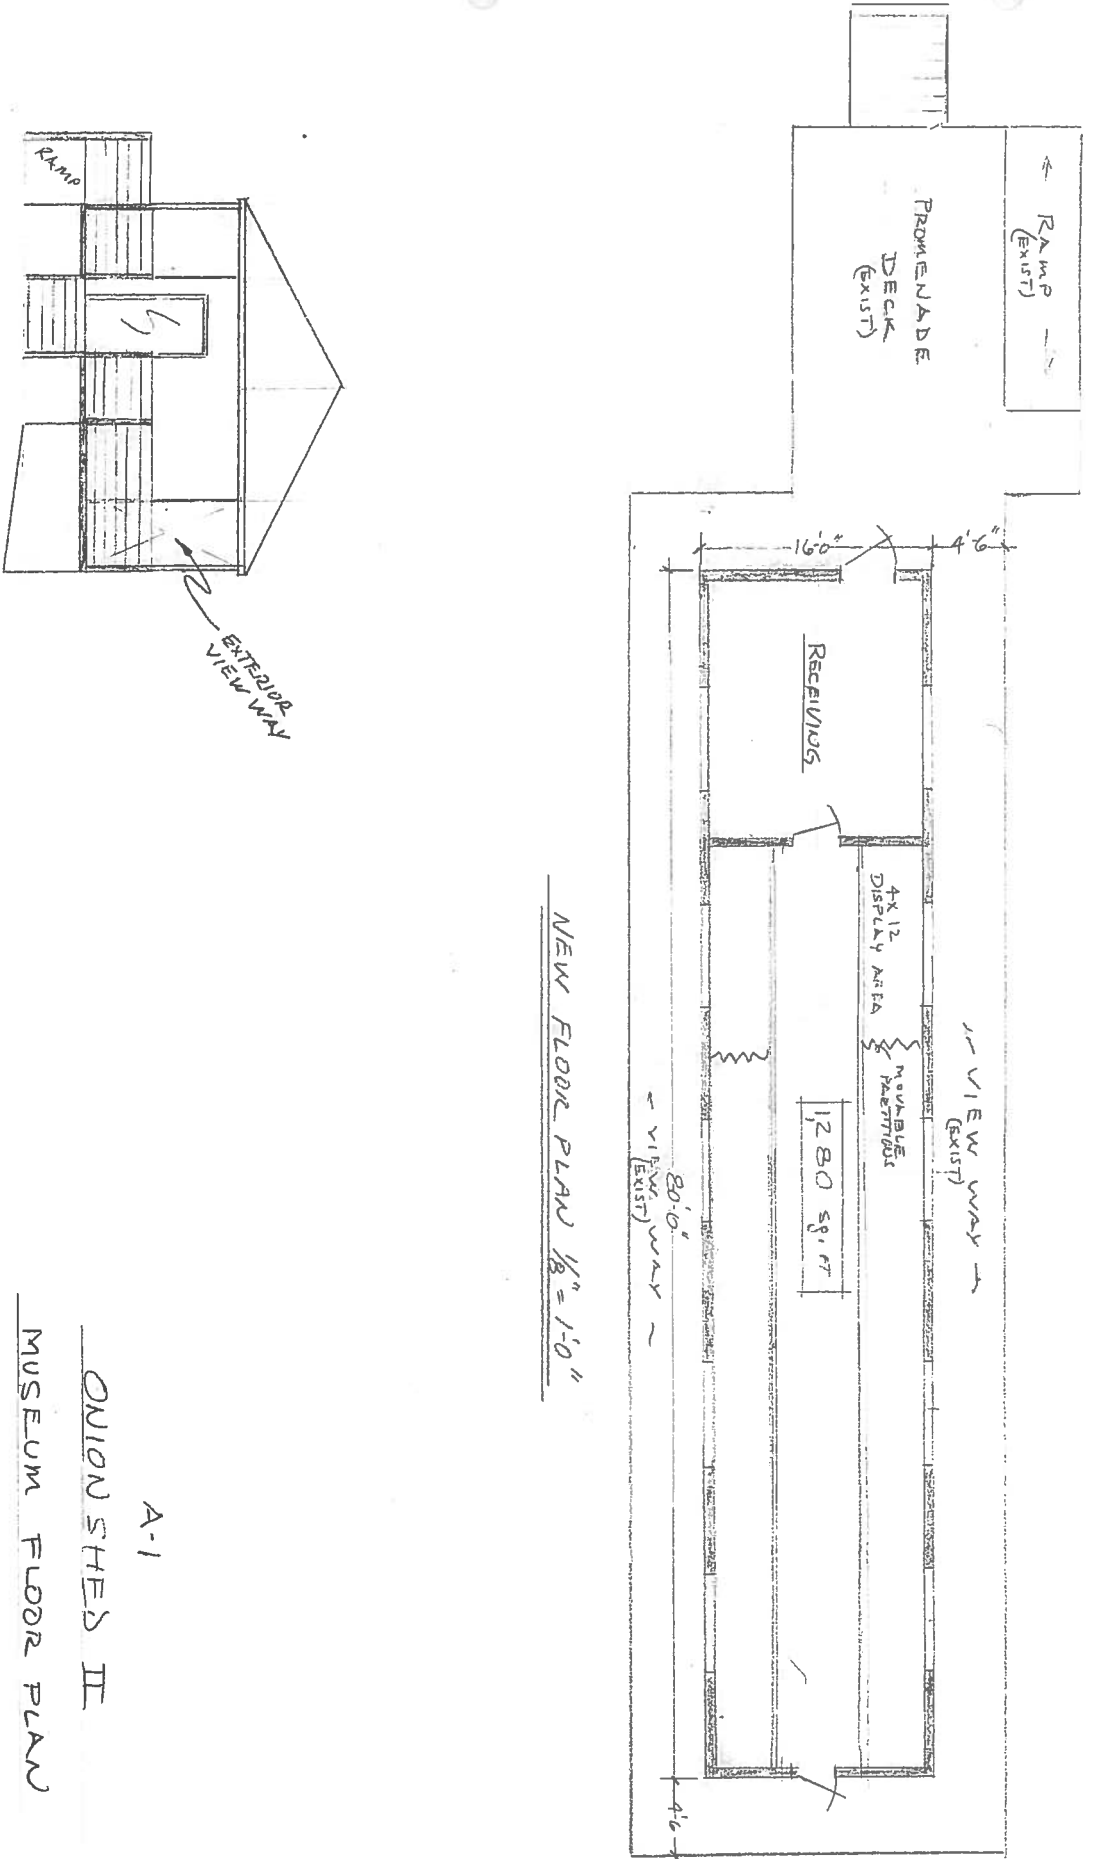 ← RAMP →
(EXIST)
PROMENADE
DECK
(EXIST)
4'-6"
16'-0"
RECEIVING
4 X 12
DISPLAY AREA
MOVABLE
PARTITIONS
← VIEW WAY →
(EXIST)
1,280 sq. FT
80'-0"
VIEW WAY
(EXIST)
4'-6
NEW FLOOR PLAN 1/8" = 1'-0"
RAMP
EXTERIOR
VIEW WAY
A-1
ONION SHED II
MUSEUM FLOOR PLAN